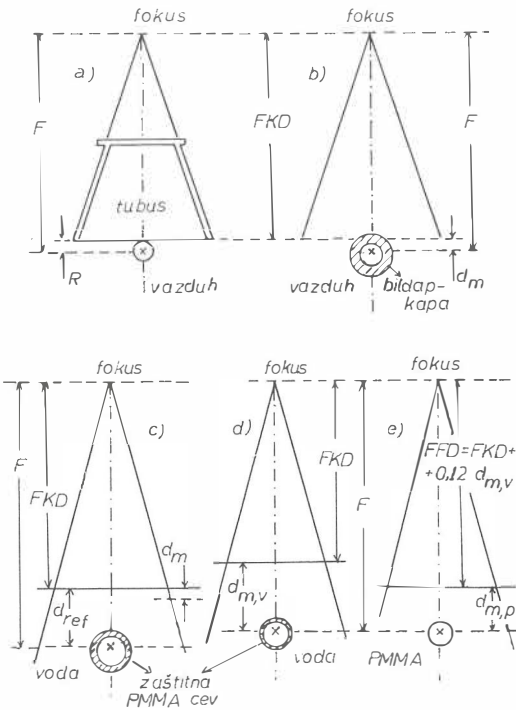 fokus
fokus
a)
b)
F
FKD
F
tubus
R
vazduh
vazduh
bildap-
kapa
d_m
fokus
fokus
fokus
c)
d)
e)
F
FKD
FKD
F
FFD=FKD+
+0,12 d_m,v
d_m
d_ref
d_m,v
d_m,p
voda
voda
PMMA
zaštitna
PMMA cev